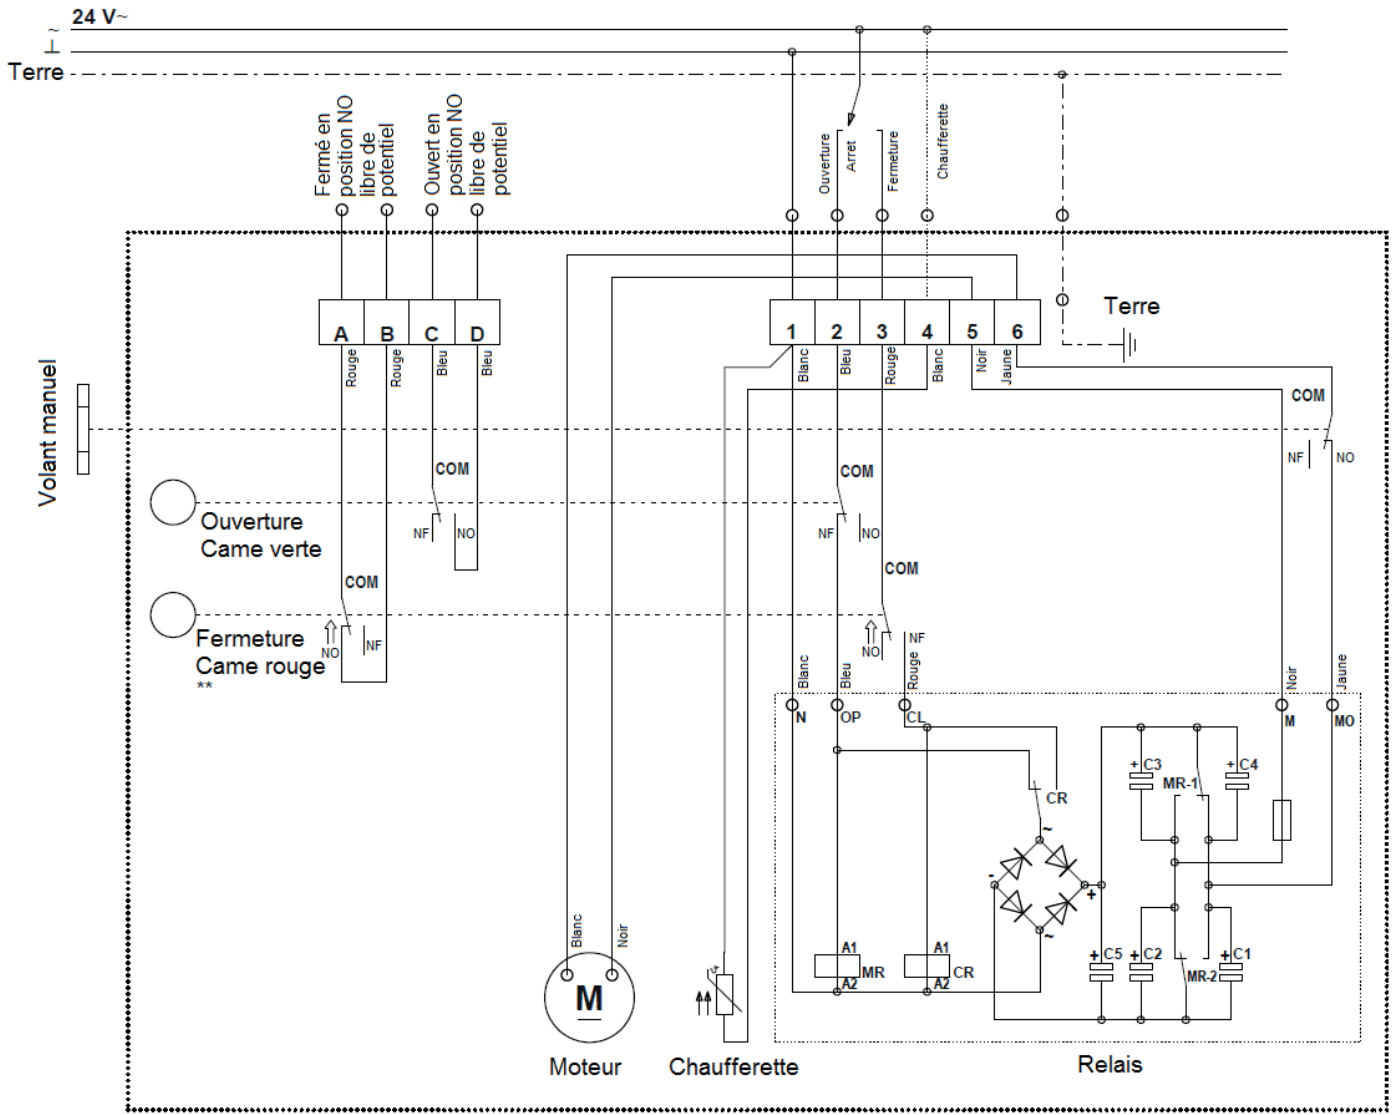 24 V~
~
⊥
Terre
Fermé en
position NO
libre de
potentiel
Ouvert en
position NO
libre de
potentiel
Ouverture
Arret
Fermeture
Chaufferette
A
B
C
D
1
2
3
4
5
6
Terre
Rouge
Rouge
Bleu
Bleu
Blanc
Bleu
Rouge
Blanc
Noir
Jaune
Volant manuel
COM
NF
NO
COM
NF
NO
COM
NF
NO
Ouverture
Came verte
COM
NO
NF
COM
NO
NF
Fermeture
Came rouge
**
Blanc
Bleu
Rouge
Noir
Jaune
N
OP
CL
M
MO
+ C3
+ C4
MR-1
CR
~
-
+
~
A1
MR
A2
A1
CR
A2
+ C5
+ C2
MR-2
+ C1
Blanc
Noir
M
Moteur
Chaufferette
Relais